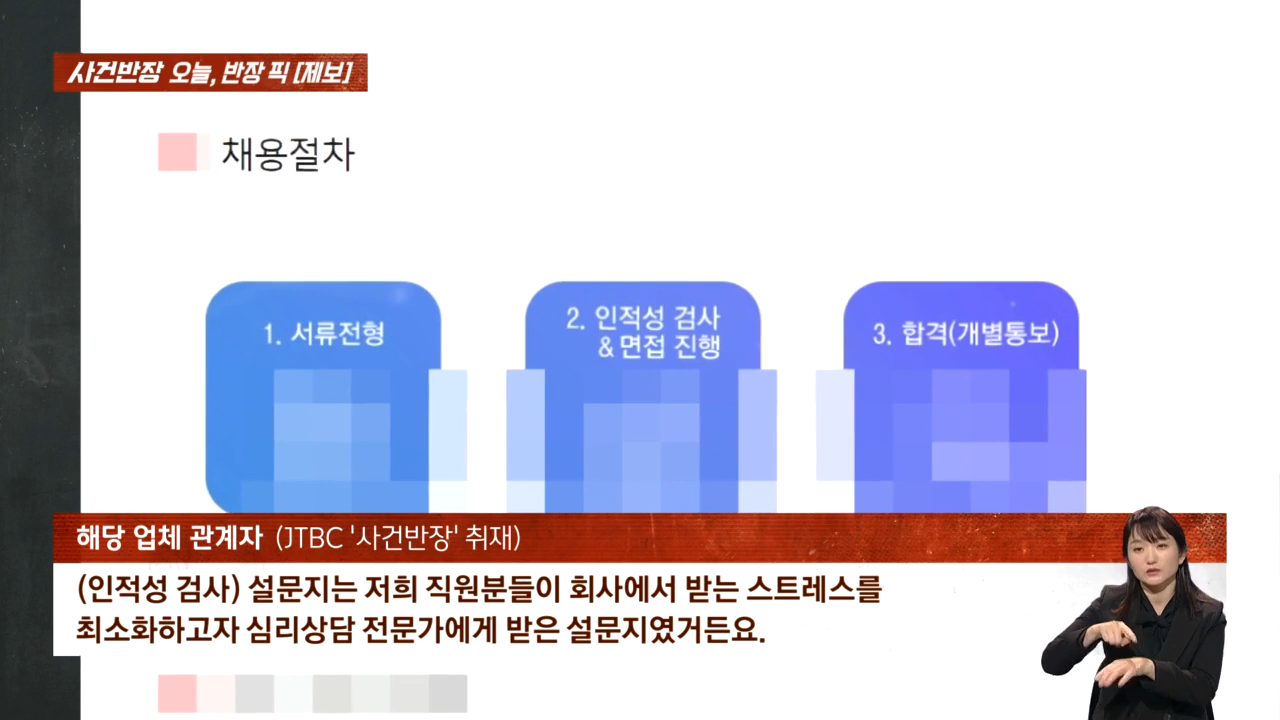 사건반장 오늘, 반장 픽 [제보]
채용절차
1. 서류전형
2. 인적성 검사
& 면접 진행
3. 합격(개별통보)
해당 업체 관계자 (JTBC '사건반장' 취재)
(인적성 검사) 설문지는 저희 직원분들이 회사에서 받는 스트레스를
최소화하고자 심리상담 전문가에게 받은 설문지였거든요.